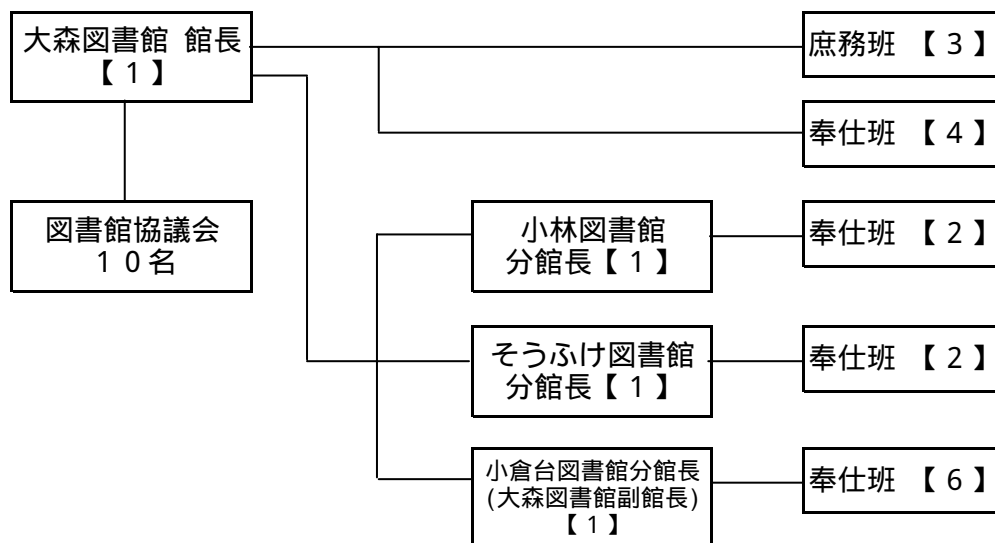 大森図書館 館長
【1】
庶務班 【3】
奉仕班 【4】
図書館協議会
10名
小林図書館
分館長【1】
奉仕班 【2】
そうふけ図書館
分館長【1】
奉仕班 【2】
小倉台図書館分館長
(大森図書館副館長)
【1】
奉仕班 【6】